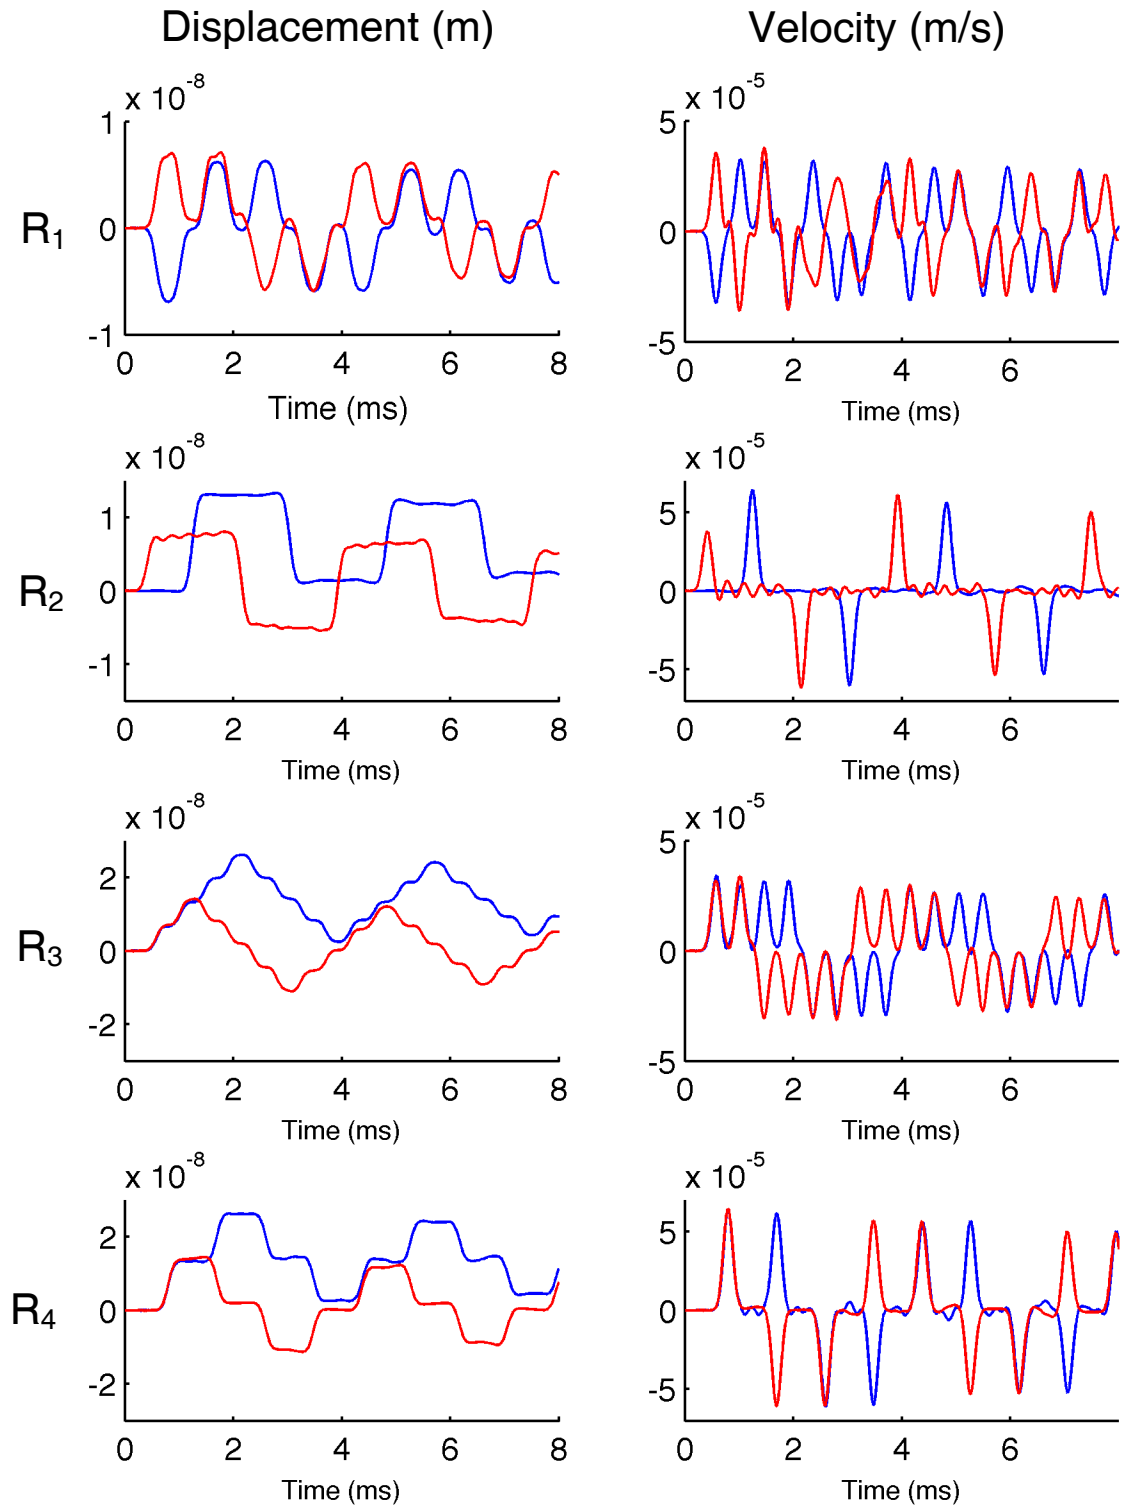 Displacement (m) Velocity (m/s)
x 10-8 x 10-5
1 5
R1 0 0
-1 -5
0 2 4 6 8 0 2 4 6
Time (ms) Time (ms)
x 10-8 x 10-5
1 5
R2 0 0
-1 -5
0 2 4 6 8 0 2 4 6
Time (ms) Time (ms)
x 10-8 x 10-5
5
2
R3 0 0
-2
-5
0 2 4 6 8 0 2 4 6
Time (ms) Time (ms)
x 10-8 x 10-5
2 5
R4 0 0
-2 -5
0 2 4 6 8 0 2 4 6
Time (ms) Time (ms)